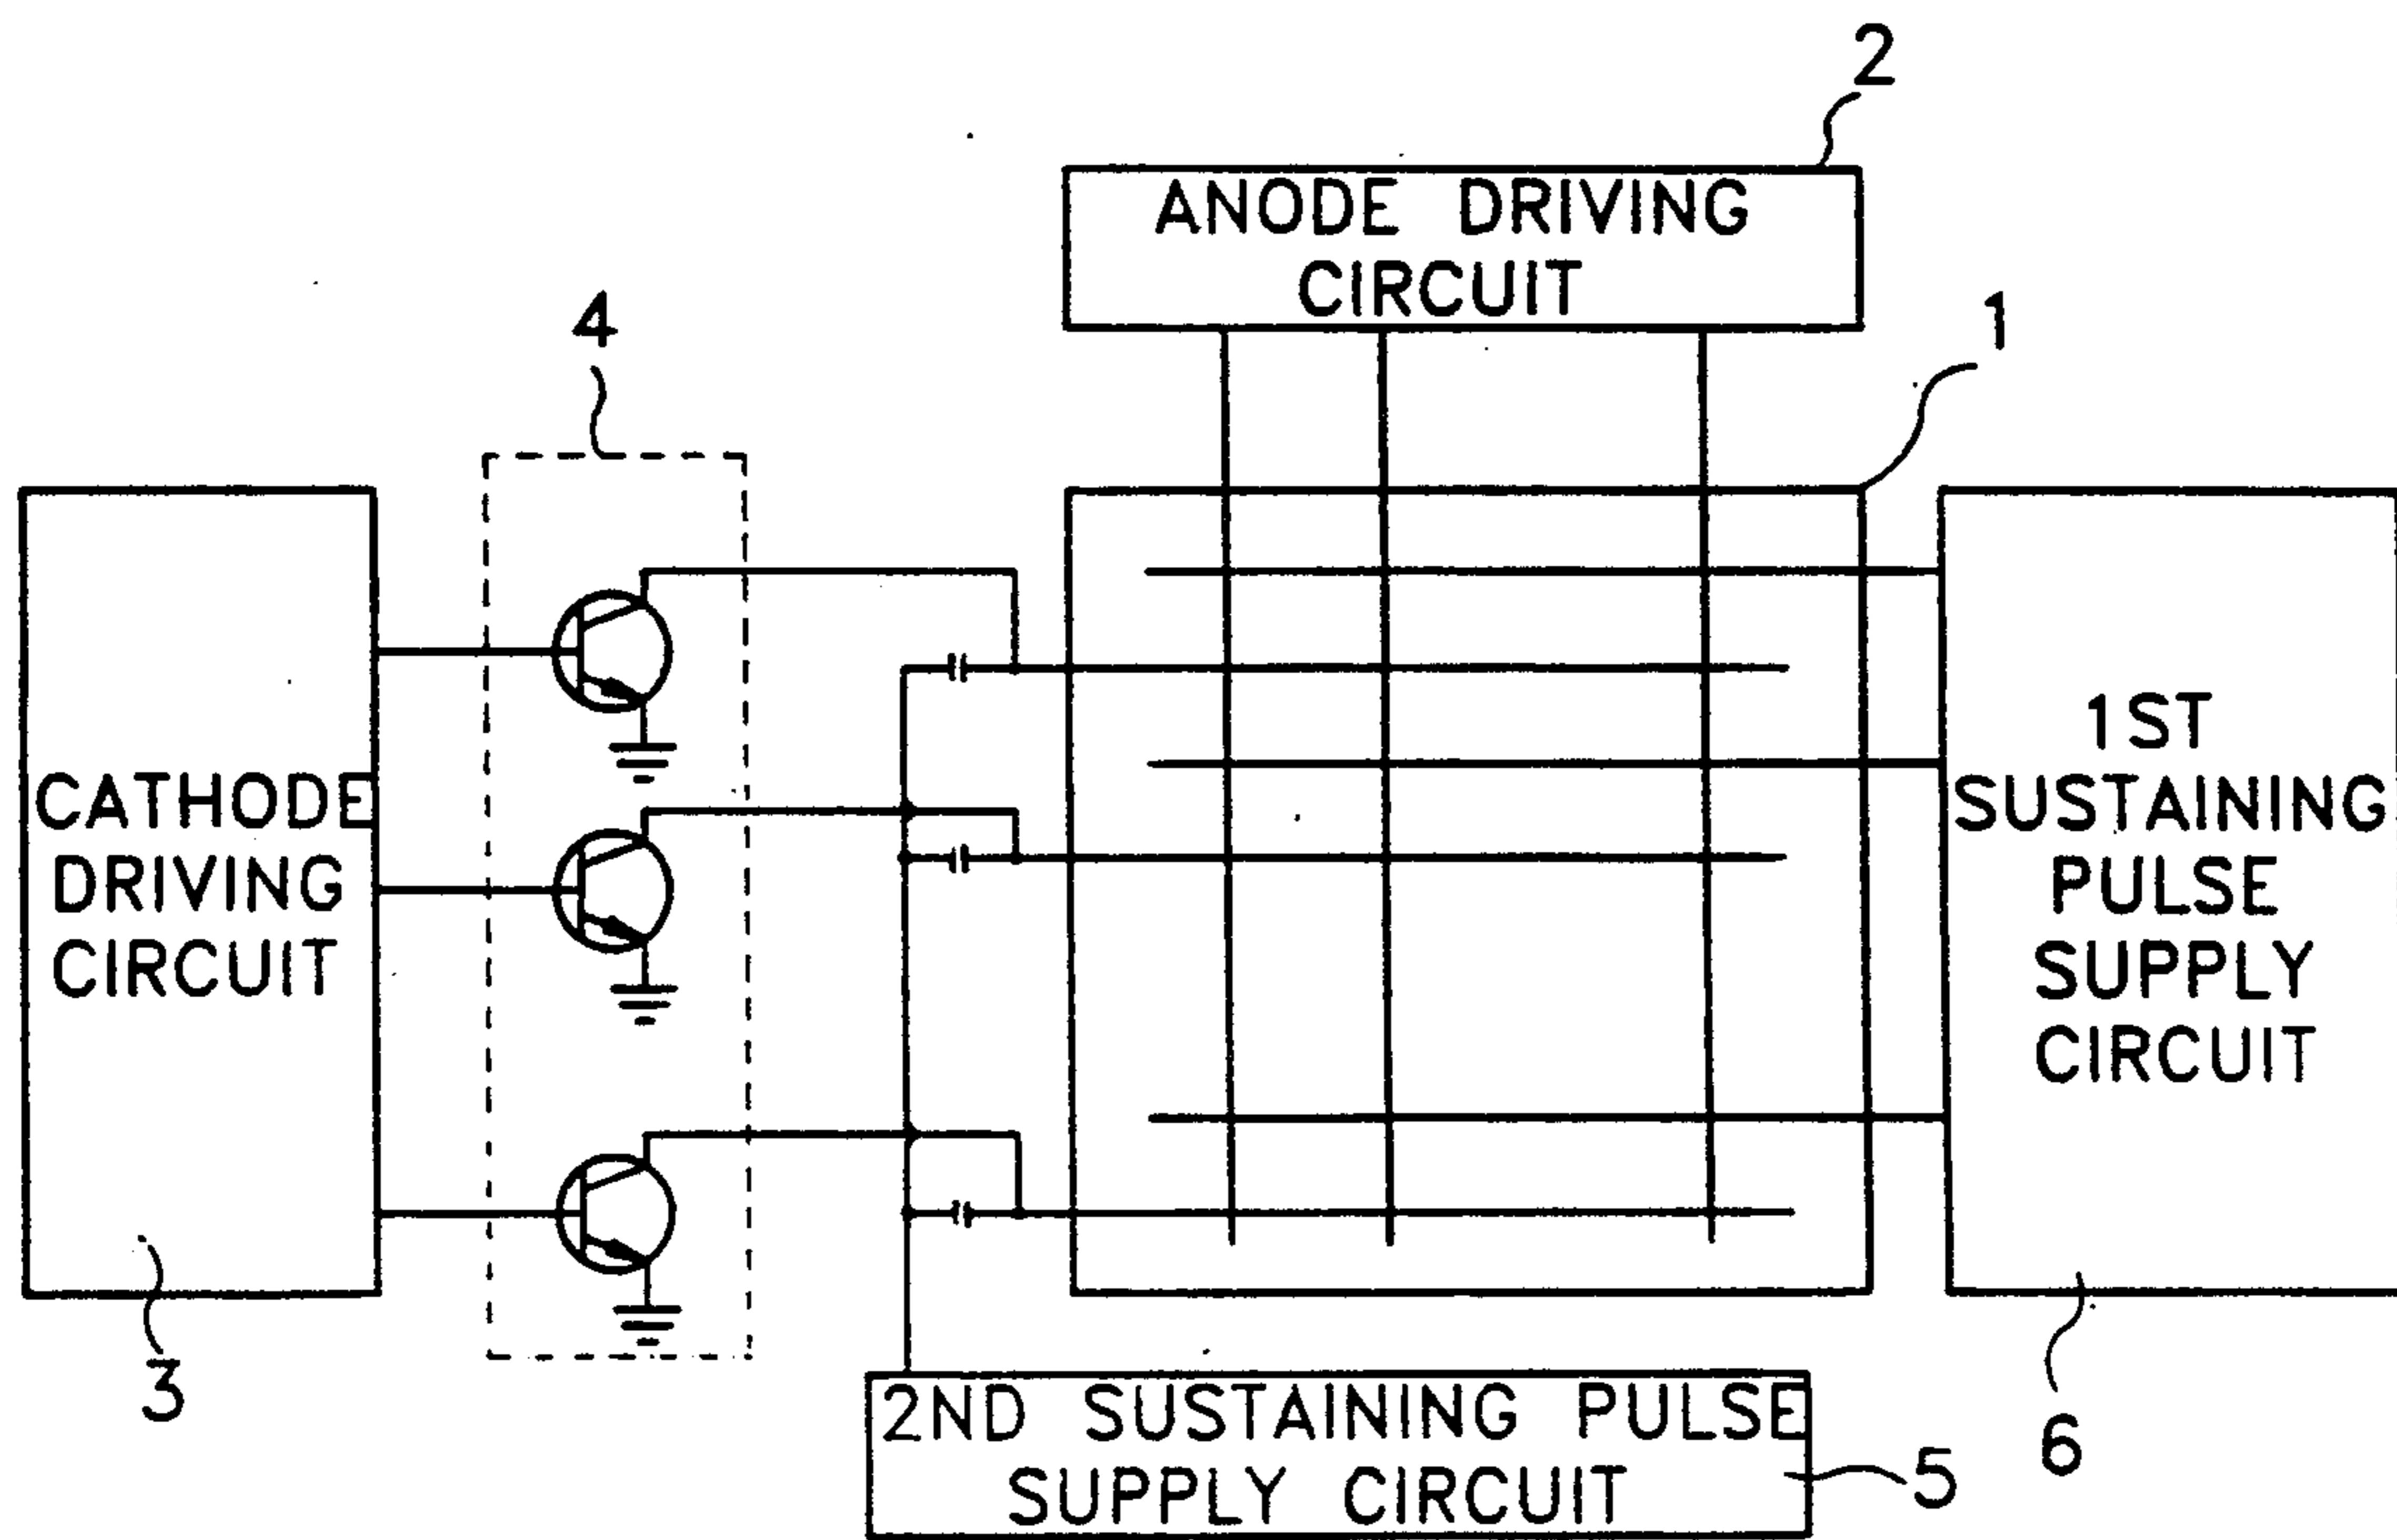 2
ANODE DRIVING
CIRCUIT
4
1
CATHODE
DRIVING
CIRCUIT
1ST
SUSTAINING
PULSE
SUPPLY
CIRCUIT
3
2ND SUSTAINING PULSE
SUPPLY CIRCUIT
5
6